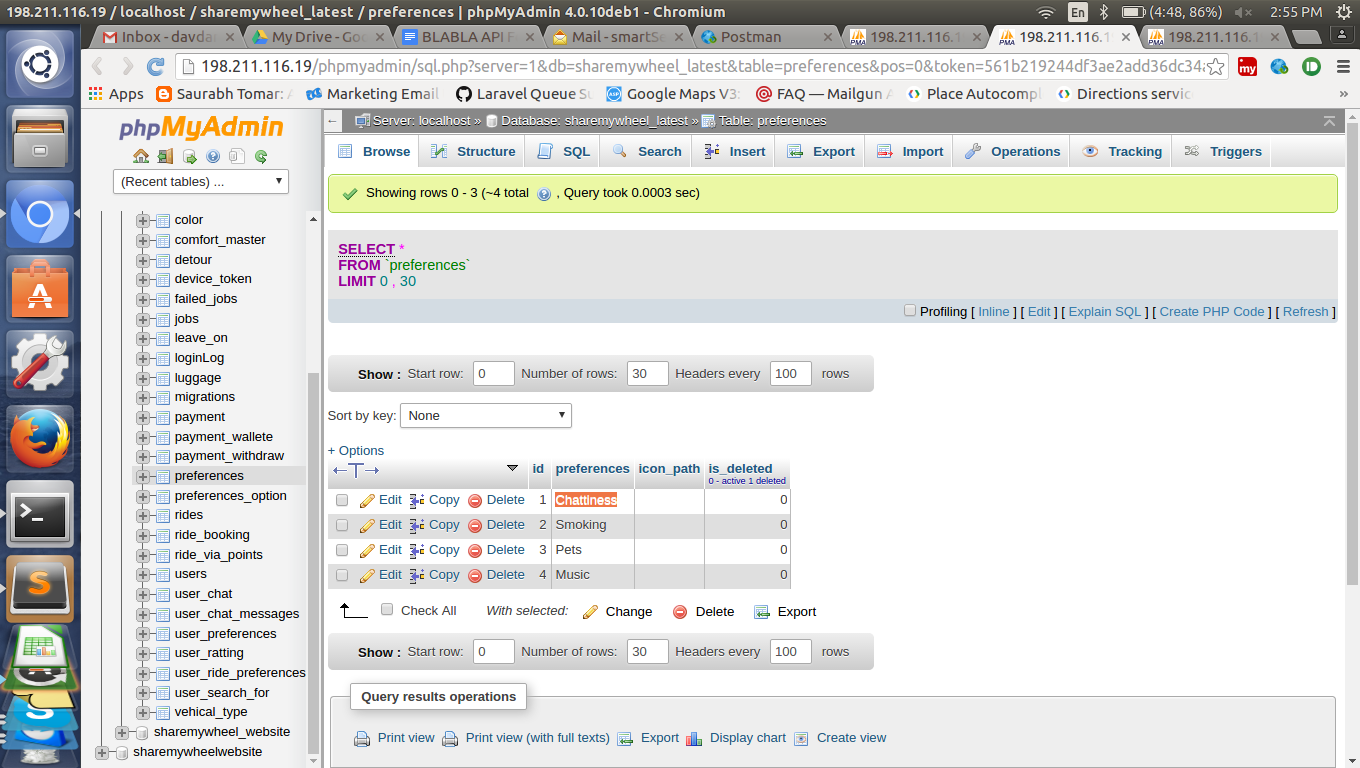 198.211.116.19 / localhost / sharemywheel_latest / preferences | phpMyAdmin 4.0.10deb1 - Chromium
En (4:48, 86%) 2:55 PM
Inbox - davda
My Drive - Goo
BLABLA API F
Mail - smartSe
Postman
198.211.116.1
198.211.116.19
198.211.116.1
198.211.116.19/phpmyadmin/sql.php?server=1&db=sharemywheel_latest&table=preferences&pos=0&token=561b219244df3ae2add36dc34a
my
Apps
Saurabh Tomar: A
Marketing Email
Laravel Queue Su
Google Maps V3:
FAQ — Mailgun A
Place Autocompl
Directions servic
»
phpMyAdmin
(Recent tables) ...
color
comfort_master
detour
device_token
failed_jobs
jobs
leave_on
loginLog
luggage
migrations
payment
payment_wallete
payment_withdraw
preferences
preferences_option
rides
ride_booking
ride_via_points
users
user_chat
user_chat_messages
user_preferences
user_ratting
user_ride_preferences
user_search_for
vehical_type
sharemywheel_website
sharemywheelwebsite
Server: localhost » Database: sharemywheel_latest » Table: preferences
Browse Structure SQL Search Insert Export Import Operations Tracking Triggers
Showing rows 0 - 3 (~4 total , Query took 0.0003 sec)
SELECT *
FROM `preferences`
LIMIT 0 , 30
Profiling [ Inline ] [ Edit ] [ Explain SQL ] [ Create PHP Code ] [ Refresh ]
Show : Start row: 0 Number of rows: 30 Headers every 100 rows
Sort by key: None
+ Options
id preferences icon_path is_deleted
0 - active 1 deleted
Edit Copy Delete 1 Chattiness 0
Edit Copy Delete 2 Smoking 0
Edit Copy Delete 3 Pets 0
Edit Copy Delete 4 Music 0
Check All With selected: Change Delete Export
Show : Start row: 0 Number of rows: 30 Headers every 100 rows
Query results operations
Print view Print view (with full texts) Export Display chart Create view